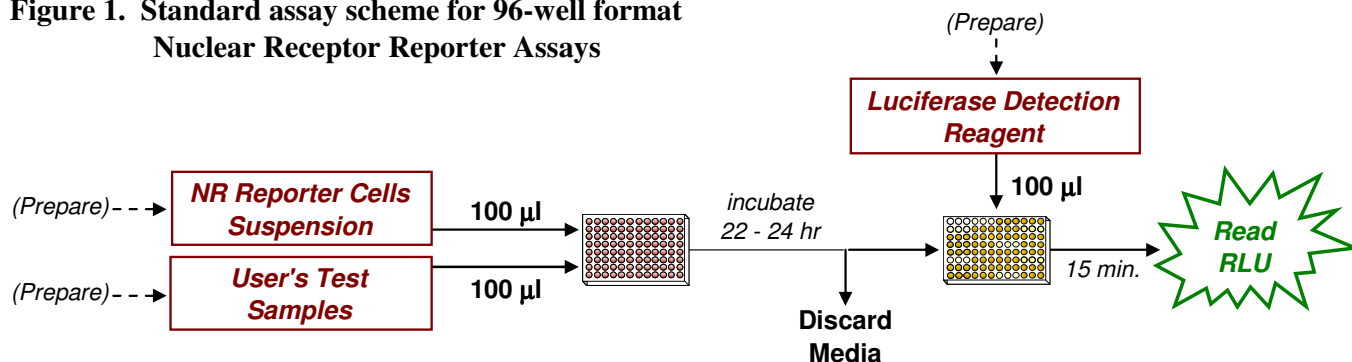 Figure 1. Standard assay scheme for 96-well format
Nuclear Receptor Reporter Assays
(Prepare)
Luciferase Detection
Reagent
100 µl
(Prepare)
NR Reporter Cells
Suspension
100 µl
(Prepare)
User's Test
Samples
100 µl
incubate
22 - 24 hr
Discard
Media
15 min.
Read
RLU